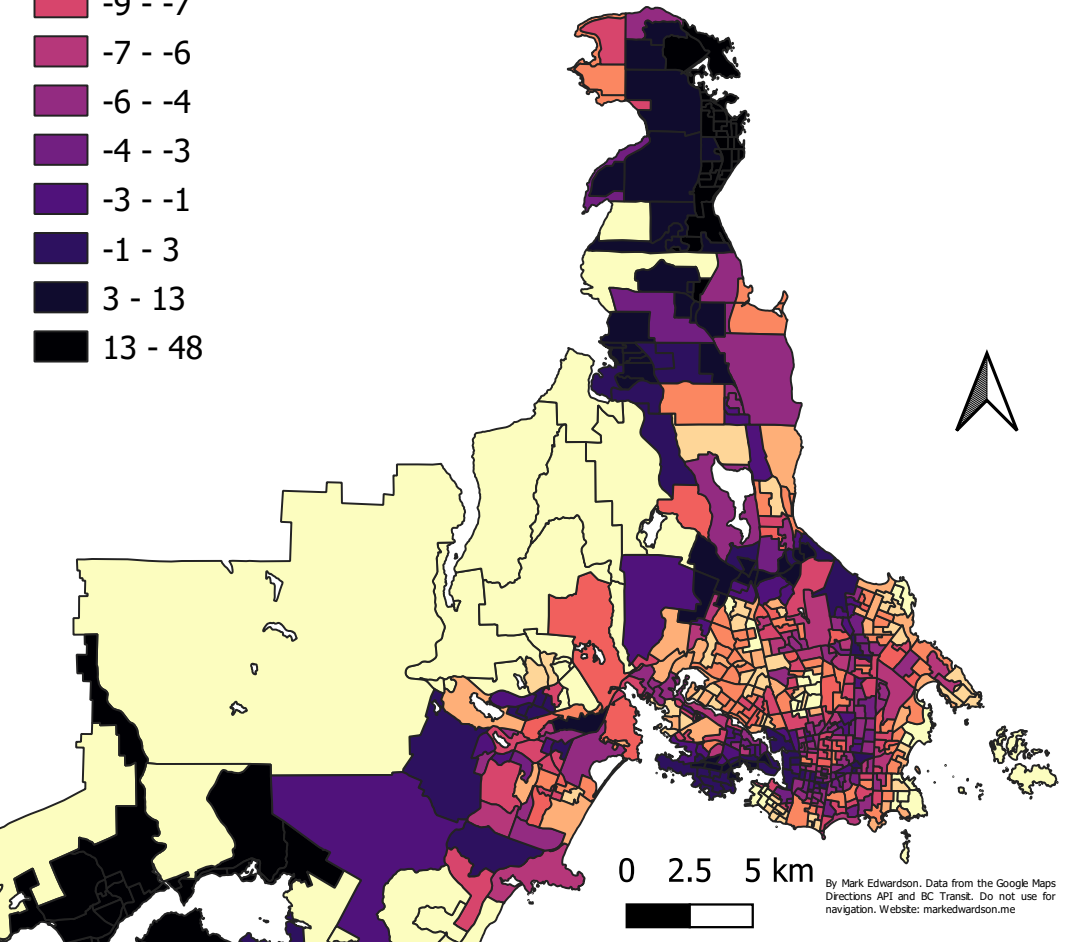 -9 - -7
-7 - -6
-6 - -4
-4 - -3
-3 - -1
-1 - 3
3 - 13
13 - 48
0 2.5 5 km
By Mark Edwardson. Data from the Google Maps
Directions API and BC Transit. Do not use for
navigation. Website: markedwardson.me